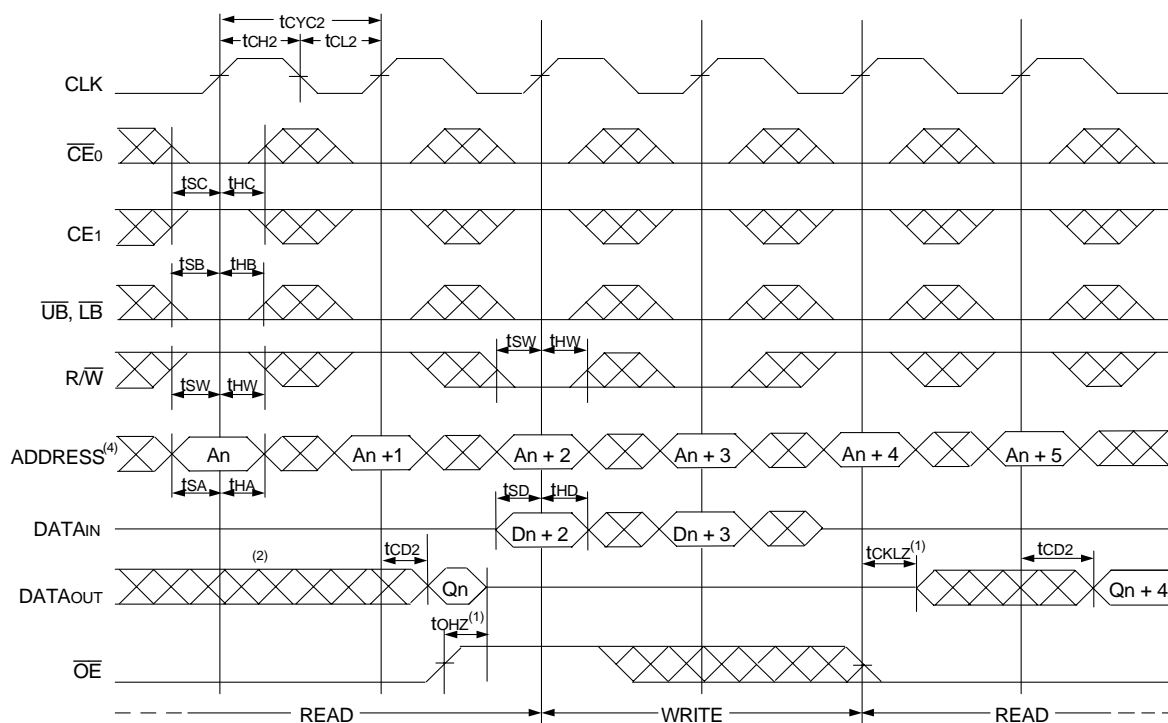 tCYC2
tCH2 tCL2
CLK
CE0
tSC tHC
CE1
tSB tHB
UB, LB
tSW tHW
R/W
tSW tHW
ADDRESS(4) An An +1 An + 2 An + 3 An + 4 An + 5
tSA tHA
tSD tHD
DATAIN Dn + 2 Dn + 3
tCD2 tCKLZ(1) tCD2
(2)
DATAOUT Qn Qn + 4
tOHZ(1)
OE
READ WRITE READ